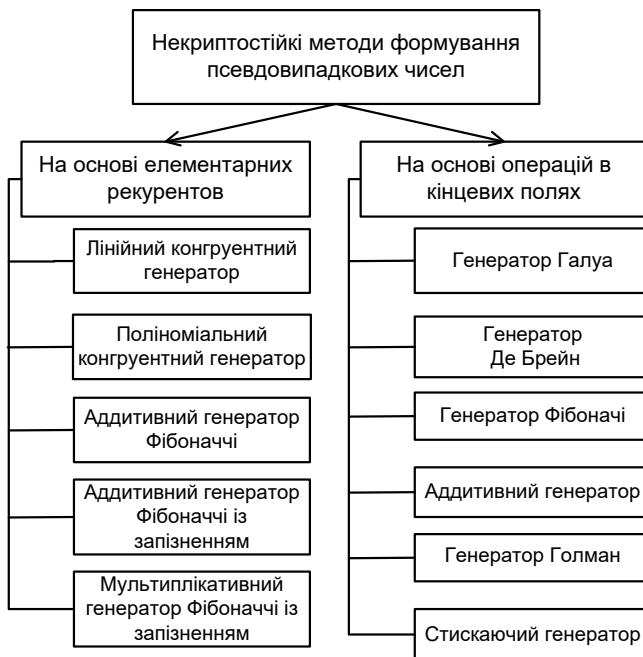 Некриптостійкі методи формування
псевдовипадкових чисел
На основі елементарних
рекурентов
Лінійний конгруентний
генератор
Поліноміальний
конгруентний генератор
Аддитивний генератор
Фібоначчі
Аддитивний генератор
Фібоначчі із
запізненням
Мультиплікативний
генератор Фібоначчі із
запізненням
На основі операцій в
кінцевих полях
Генератор Галуа
Генератор
Де Брейн
Генератор Фібоначі
Аддитивний генератор
Генератор Голман
Стискаючий генератор